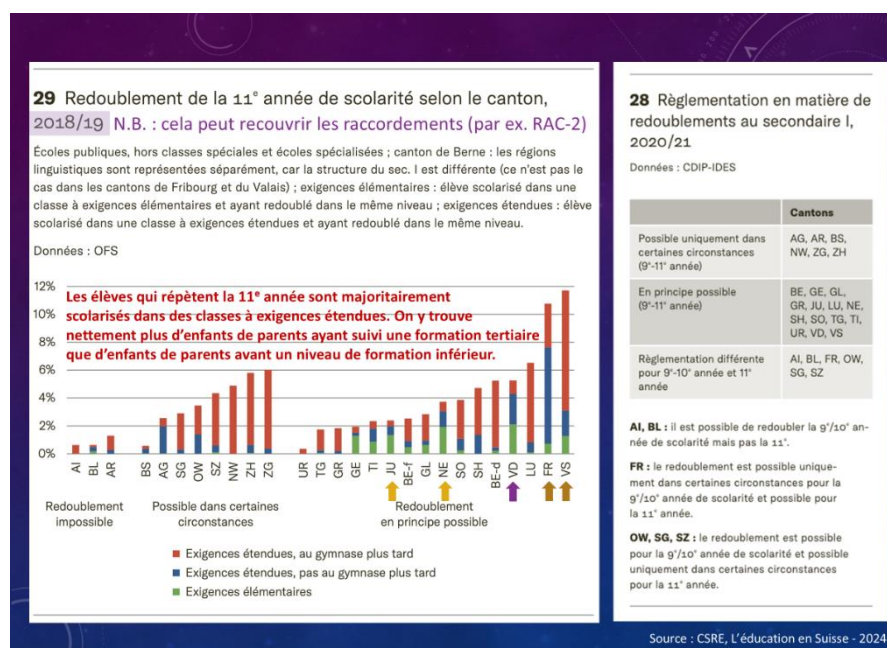 29 Redoublement de la 11e année de scolarité selon le canton,
2018/19 N.B. : cela peut recouvrir les raccordements (par ex. RAC-2)
Écoles publiques, hors classes spéciales et écoles spécialisées ; canton de Berne : les régions
linguistiques sont représentées séparément, car la structure du sec. I est différente (ce n'est pas le
cas dans les cantons de Fribourg et du Valais) ; exigences élémentaires : élève scolarisé dans une
classe à exigences élémentaires et ayant redoublé dans le même niveau ; exigences étendues : élève
scolarisé dans une classe à exigences étendues et ayant redoublé dans le même niveau.
Données : OFS
12%
10%
8%
6%
4%
2%
0%
Les élèves qui répètent la 11e année sont majoritairement
scolarisés dans des classes à exigences étendues. On y trouve
nettement plus d'enfants de parents ayant suivi une formation tertiaire
que d'enfants de parents avant un niveau de formation inférieur.
AI BL AR BS AG SG OW SZ NW ZH ZG UR TG GR GE TI JU BE-f GL NE SO SH BE-d VD LU FR VS
Redoublement
impossible
Possible dans certaines
circonstances
Redoublement
en principe possible
Exigences étendues, au gymnase plus tard
Exigences étendues, pas au gymnase plus tard
Exigences élémentaires
28 Règlementation en matière de
redoublements au secondaire I,
2020/21
Données : CDIP-IDES
Cantons
Possible uniquement dans
certaines circonstances
(9e-11e année)
AG, AR, BS,
NW, ZG, ZH
En principe possible
(9e-11e année)
BE, GE, GL,
GR, JU, LU, NE,
SH, SO, TG, TI,
UR, VD, VS
Règlementation différente
pour 9e-10e année et 11e
année
AI, BL, FR, OW,
SG, SZ
AI, BL : il est possible de redoubler la 9e/10e an-
née de scolarité mais pas la 11e.
FR : le redoublement est possible unique-
ment dans certaines circonstances pour la
9e/10e année de scolarité et possible pour
la 11e année.
OW, SG, SZ : le redoublement est possible
pour la 9e/10e année de scolarité et possible
uniquement dans certaines circonstances
pour la 11e année.
Source : CSRE, L'éducation en Suisse - 2024